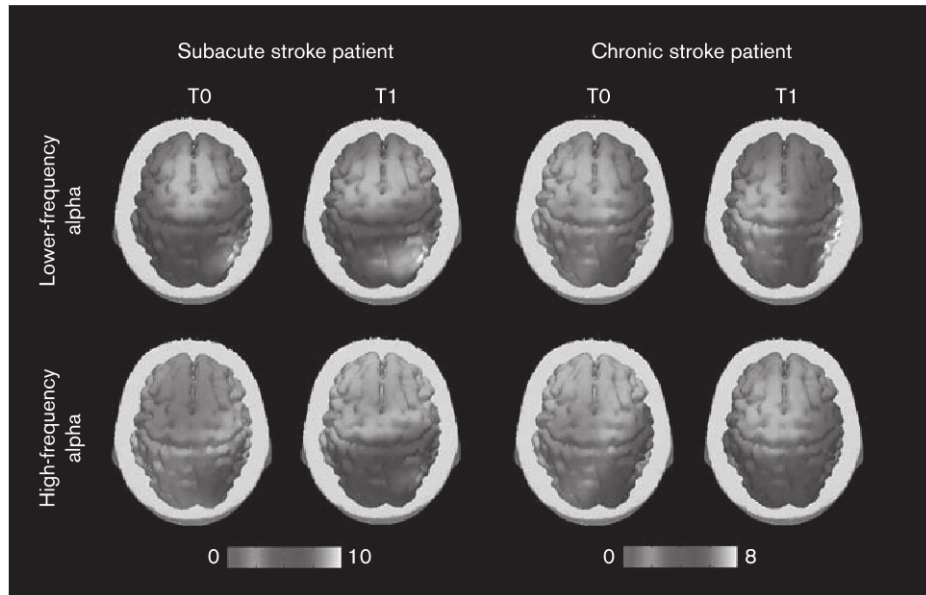 Subacute stroke patient
Chronic stroke patient
T0
T1
T0
T1
Lower-frequency
alpha
High-frequency
alpha
0
10
0
8